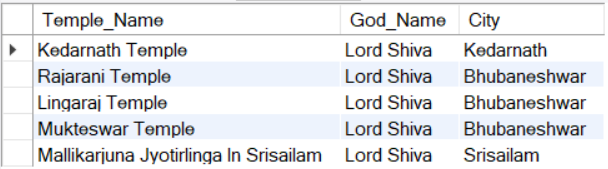 Temple_Name God_Name City
Kedarnath Temple Lord Shiva Kedarnath
Rajarani Temple Lord Shiva Bhubaneshwar
Lingaraj Temple Lord Shiva Bhubaneshwar
Mukteswar Temple Lord Shiva Bhubaneshwar
Mallikarjuna Jyotirlinga In Srisailam Lord Shiva Srisailam